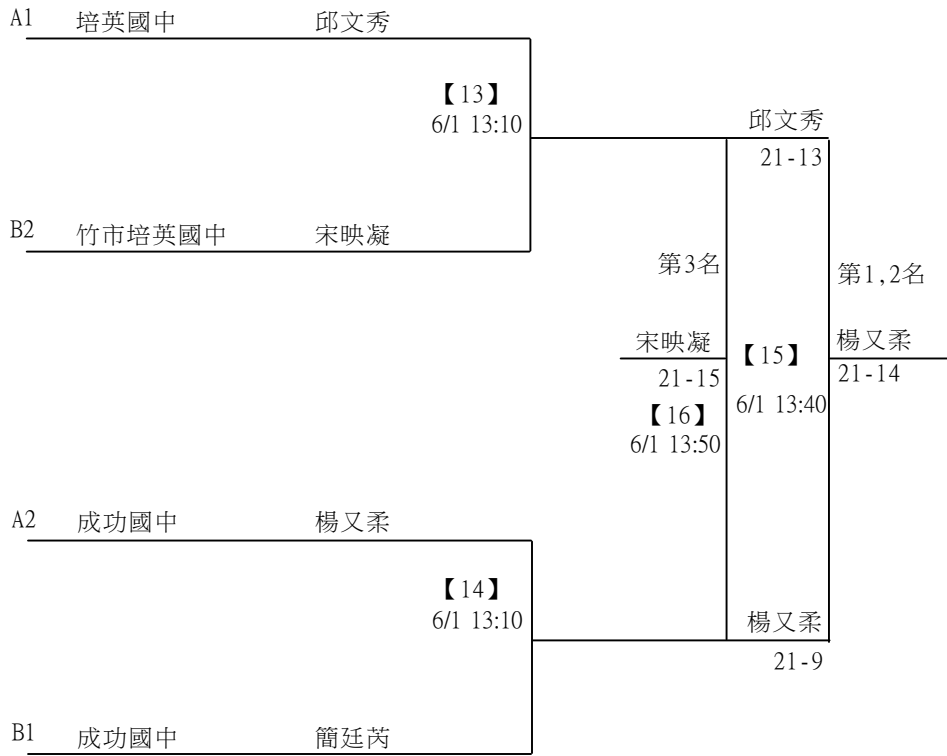 A1 培英國中 邱文秀
【13】
6/1 13:10
邱文秀
21-13
B2 竹市培英國中 宋映凝
第3名
第1,2名
宋映凝
21-15
【15】
6/1 13:40
楊又柔
21-14
【16】
6/1 13:50
A2 成功國中 楊又柔
【14】
6/1 13:10
楊又柔
21-9
B1 成功國中 簡廷芮